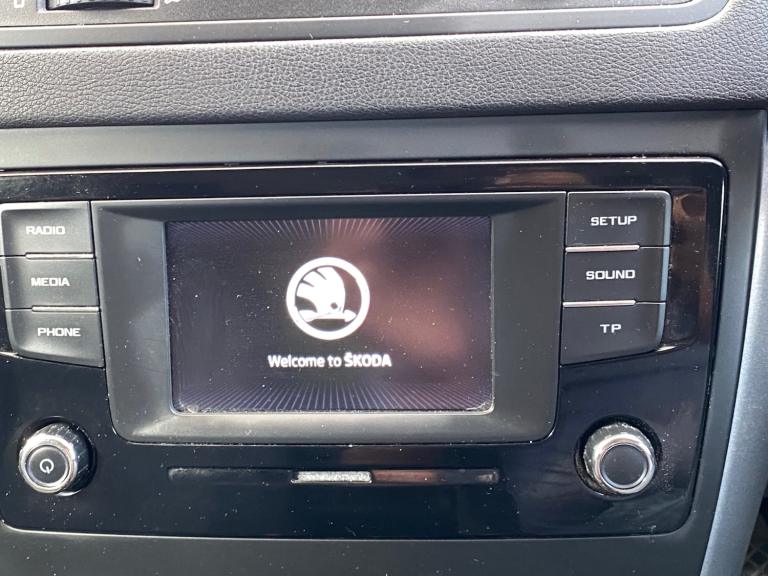 RADIO
MEDIA
PHONE
Welcome to ŠKODA
SETUP
SOUND
TP